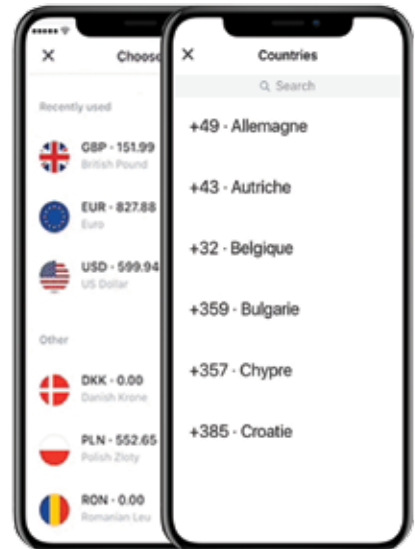 Choose
Recently used
GBP - 151.99
British Pound
EUR - 827.88
Euro
USD - 599.94
US Dollar
Other
DKK - 0.00
Danish Krone
PLN - 552.65
Polish Zloty
RON - 0.00
Romanian Leu
Countries
Search
+49 · Allemagne
+43 · Autriche
+32 · Belgique
+359 · Bulgarie
+357 · Chypre
+385 · Croatie